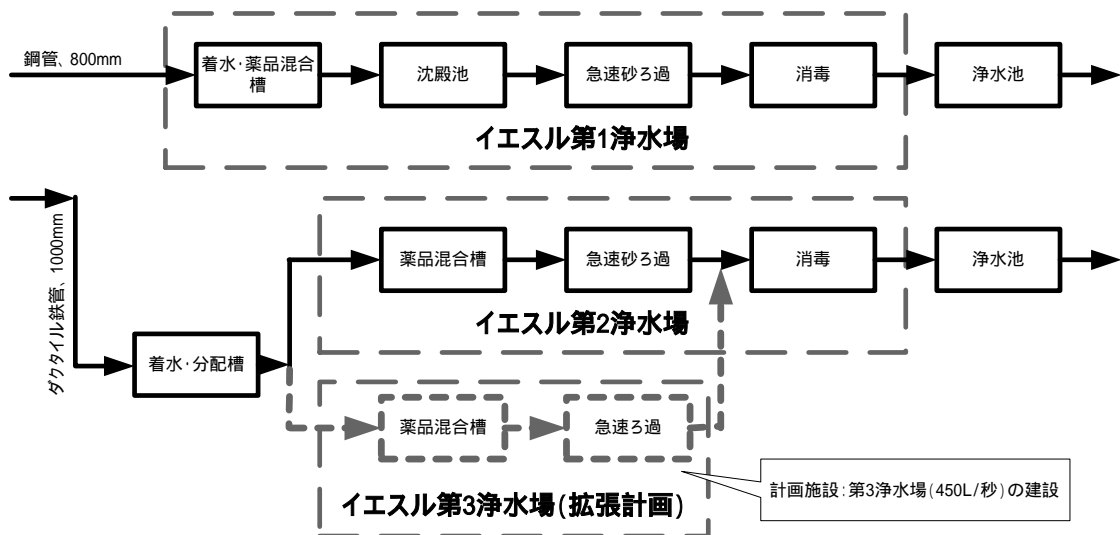 鋼管、800mm
着水・薬品混合
槽
沈殿池
急速砂ろ過
消毒
浄水池
イエスル第1浄水場
ダクタイル鉄管、1000mm
薬品混合槽
急速砂ろ過
消毒
浄水池
イエスル第2浄水場
着水・分配槽
薬品混合槽
急速ろ過
イエスル第3浄水場(拡張計画)
計画施設:第3浄水場(450L/秒)の建設